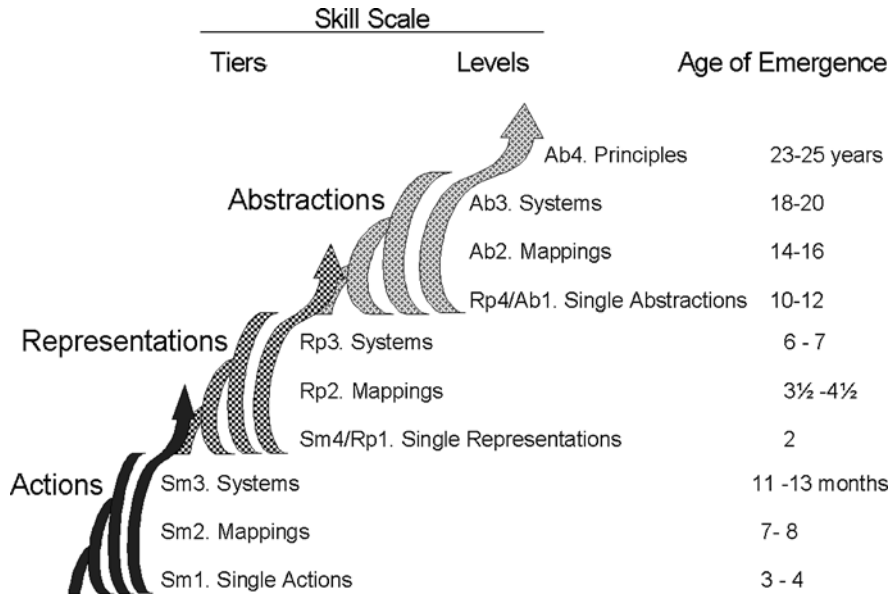 Skill Scale
Tiers Levels Age of Emergence
Ab4. Principles 23-25 years
Abstractions
Ab3. Systems 18-20
Ab2. Mappings 14-16
Rp4/Ab1. Single Abstractions 10-12
Representations
Rp3. Systems 6 - 7
Rp2. Mappings 3½ -4½
Sm4/Rp1. Single Representations 2
Actions
Sm3. Systems 11 -13 months
Sm2. Mappings 7- 8
Sm1. Single Actions 3 - 4